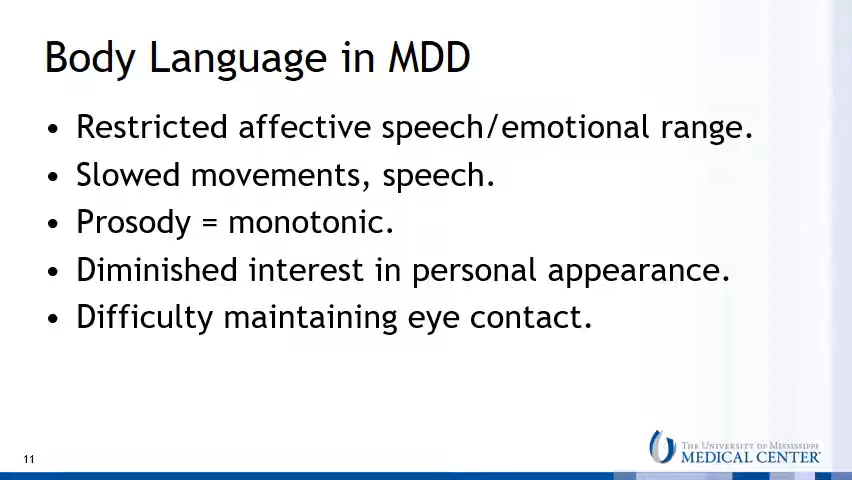 Body Language in MDD
• Restricted affective speech/emotional range.
• Slowed movements, speech.
• Prosody = monotonic.
• Diminished interest in personal appearance.
• Difficulty maintaining eye contact.
11
THE UNIVERSITY OF MISSISSIPPI
MEDICAL CENTER